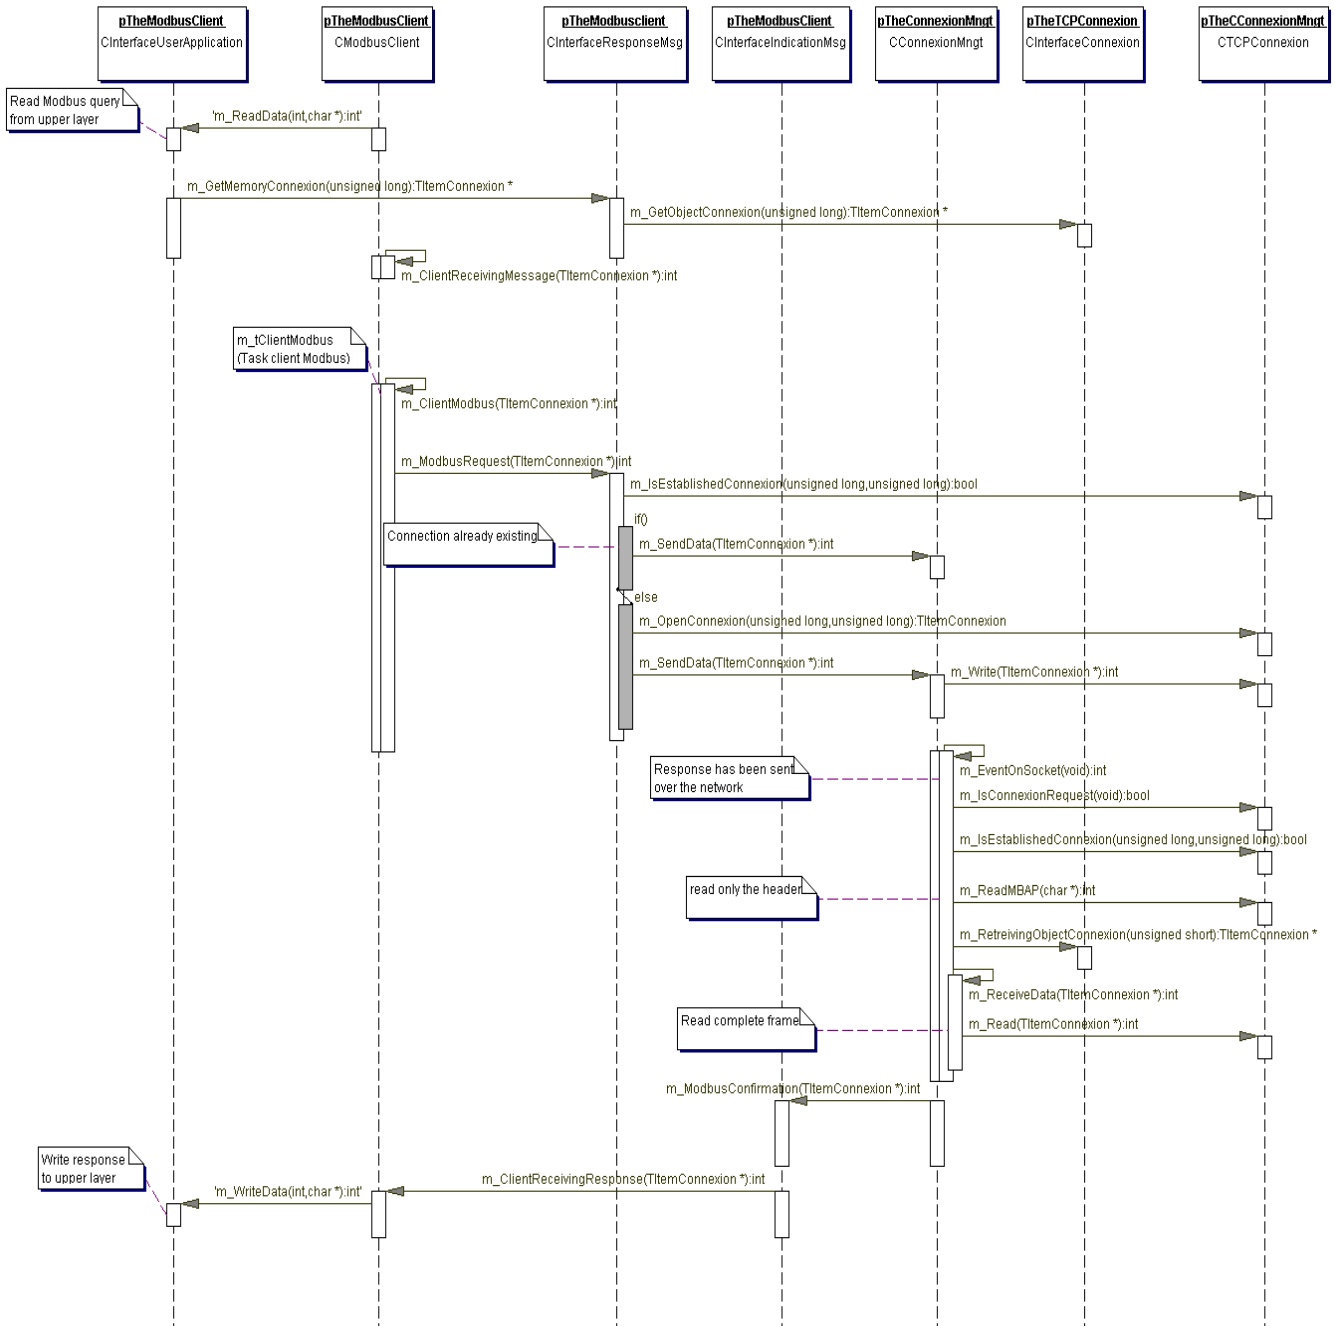 pTheModbusClient
CInterfaceUserApplication
pTheModbusClient
CModbusClient
pTheModbusclient
CInterfaceResponseMsg
pTheModbusClient
CInterfaceIndicationMsg
pTheConnexionMngt
CConnexionMngt
pTheTCPConnexion
CInterfaceConnexion
pTheCConnexionMngt
CTCPConnexion
Read Modbus query
from upper layer
'm_ReadData(int,char *):int'
m_GetMemoryConnexion(unsigned long):TItemConnexion *
m_GetObjectConnexion(unsigned long):TItemConnexion *
m_ClientReceivingMessage(TItemConnexion *):int
m_tClientModbus
(Task client Modbus)
m_ClientModbus(TItemConnexion *):int
m_ModbusRequest(TItemConnexion *):int
m_IsEstablishedConnexion(unsigned long,unsigned long):bool
if()
Connection already existing
m_SendData(TItemConnexion *):int
else
m_OpenConnexion(unsigned long,unsigned long):TItemConnexion
m_SendData(TItemConnexion *):int
m_Write(TItemConnexion *):int
Response has been sent
over the network
m_EventOnSocket(void):int
m_IsConnexionRequest(void):bool
m_IsEstablishedConnexion(unsigned long,unsigned long):bool
read only the header
m_ReadMBAP(char *):int
m_RetreivingObjectConnexion(unsigned short):TItemConnexion *
m_ReceiveData(TItemConnexion *):int
Read complete frame
m_Read(TItemConnexion *):int
m_ModbusConfirmation(TItemConnexion *):int
Write response
to upper layer
m_ClientReceivingResponse(TItemConnexion *):int
'm_WriteData(int,char *):int'